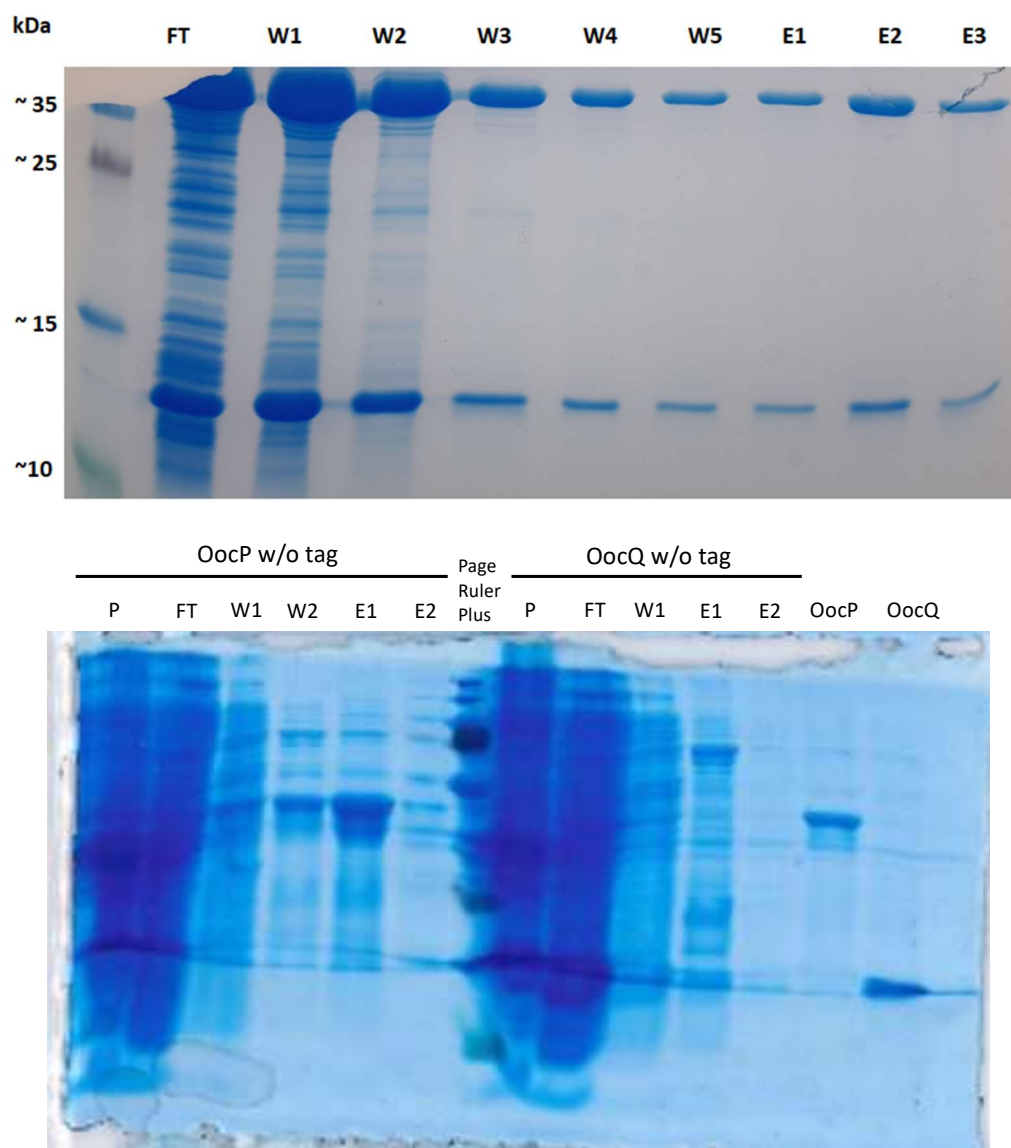 kDa FT W1 W2 W3 W4 W5 E1 E2 E3
~ 35
~ 25
~ 15
~10
OocP w/o tag Page Ruler Plus OocQ w/o tag
P FT W1 W2 E1 E2 P FT W1 E1 E2 OocP OocQ